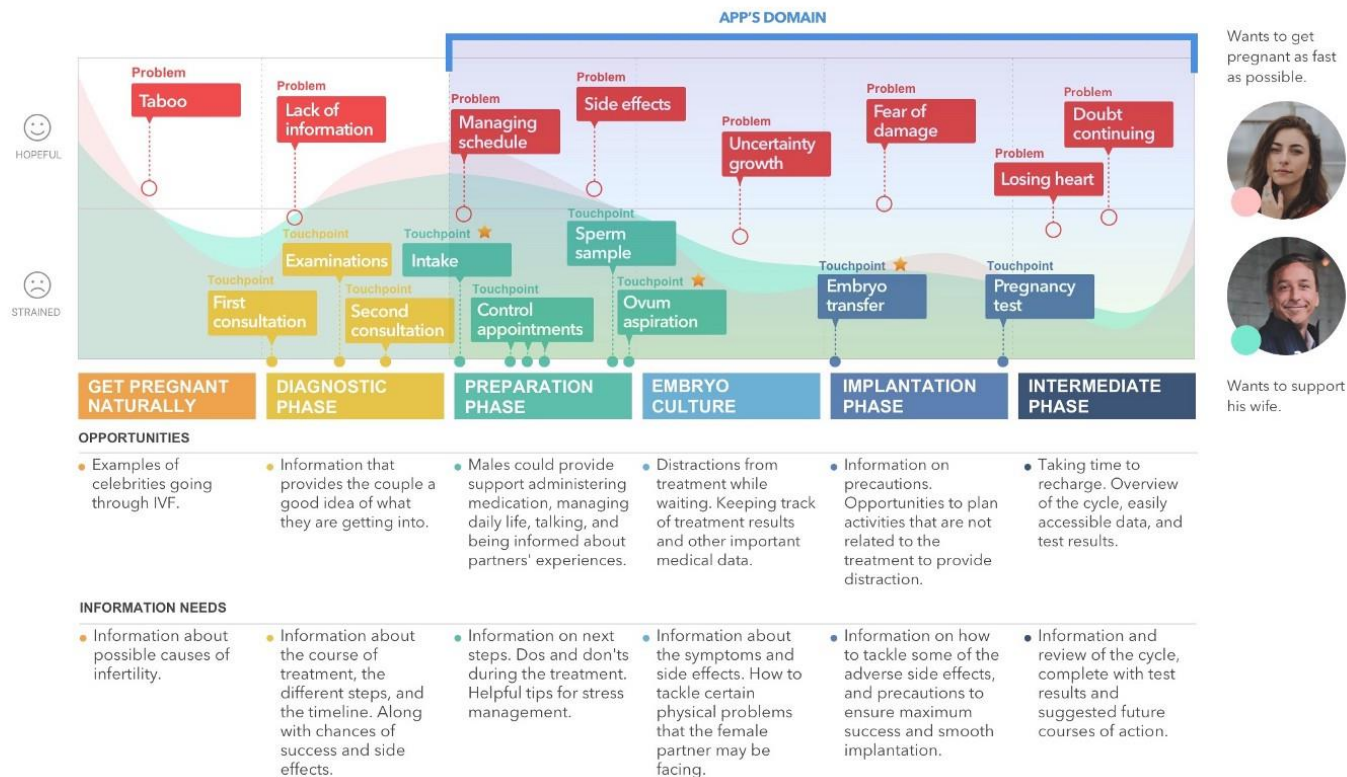 APP'S DOMAIN
Wants to get
pregnant as fast
as possible.
HOPEFUL
STRAINED
Problem
Taboo
Problem
Lack of
information
Problem
Managing
schedule
Problem
Side effects
Problem
Uncertainty
growth
Problem
Fear of
damage
Problem
Losing heart
Problem
Doubt
continuing
Touchpoint
First
consultation
Touchpoint
Examinations
Touchpoint
Second
consultation
Touchpoint
Intake
Touchpoint
Control
appointments
Touchpoint
Sperm
sample
Touchpoint
Ovum
aspiration
Touchpoint
Embryo
transfer
Touchpoint
Pregnancy
test
Wants to support
his wife.
GET PREGNANT
NATURALLY
DIAGNOSTIC
PHASE
PREPARATION
PHASE
EMBRYO
CULTURE
IMPLANTATION
PHASE
INTERMEDIATE
PHASE
OPPORTUNITIES
Examples of
celebrities going
through IVF.
Information that
provides the couple a
good idea of what
they are getting into.
Males could provide
support administering
medication, managing
daily life, talking, and
being informed about
partners' experiences.
Distractions from
treatment while
waiting. Keeping track
of treatment results
and other important
medical data.
Information on
precautions.
Opportunities to plan
activities that are not
related to the
treatment to provide
distraction.
Taking time to
recharge. Overview
of the cycle, easily
accessible data, and
test results.
INFORMATION NEEDS
Information about
possible causes of
infertility.
Information about
the course of
treatment, the
different steps, and
the timeline. Along
with chances of
success and side
effects.
Information on next
steps. Dos and don'ts
during the treatment.
Helpful tips for stress
management.
Information about
the symptoms and
side effects. How to
tackle certain
physical problems
that the female
partner may be
facing.
Information on how
to tackle some of the
adverse side effects,
and precautions to
ensure maximum
success and smooth
implantation.
Information and
review of the cycle,
complete with test
results and
suggested future
courses of action.